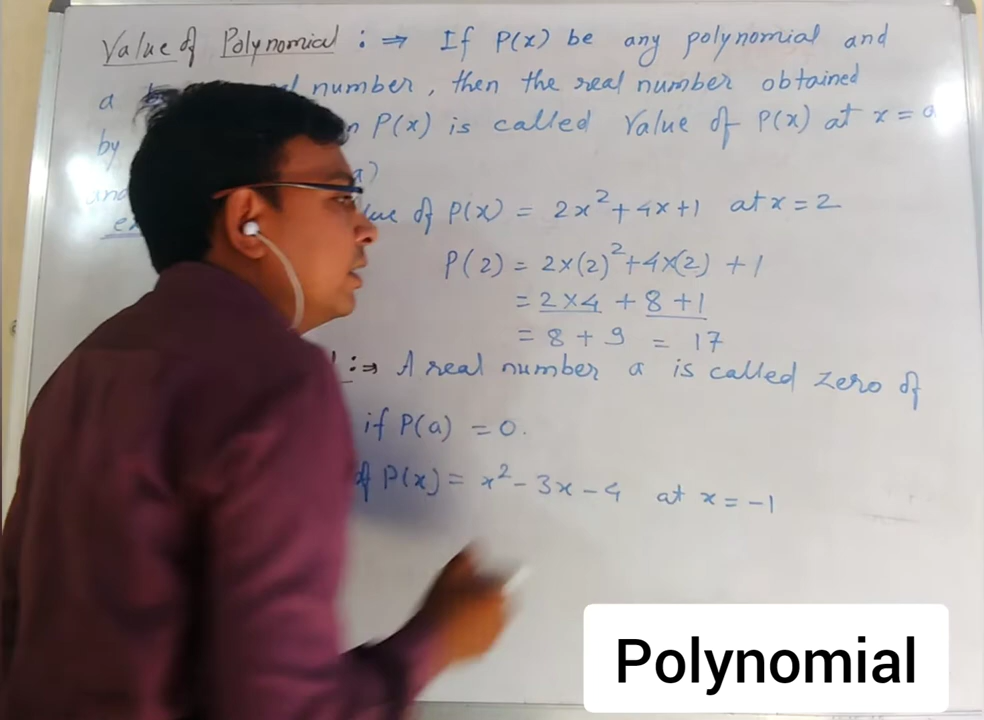 Value of Polynomial : ⇒ If P(x) be any polynomial and
a number, then the real number obtained
by P(x) is called Value of P(x) at x = a
a)
of P(x) = 2x²+4x+1 at x = 2
P(2) = 2×(2)²+4×(2) +1
= 2×4 + 8+1
= 8+9 = 17
:⇒ A real number a is called zero of
if P(a) = 0.
of P(x) = x²-3x-4 at x = -1
Polynomial